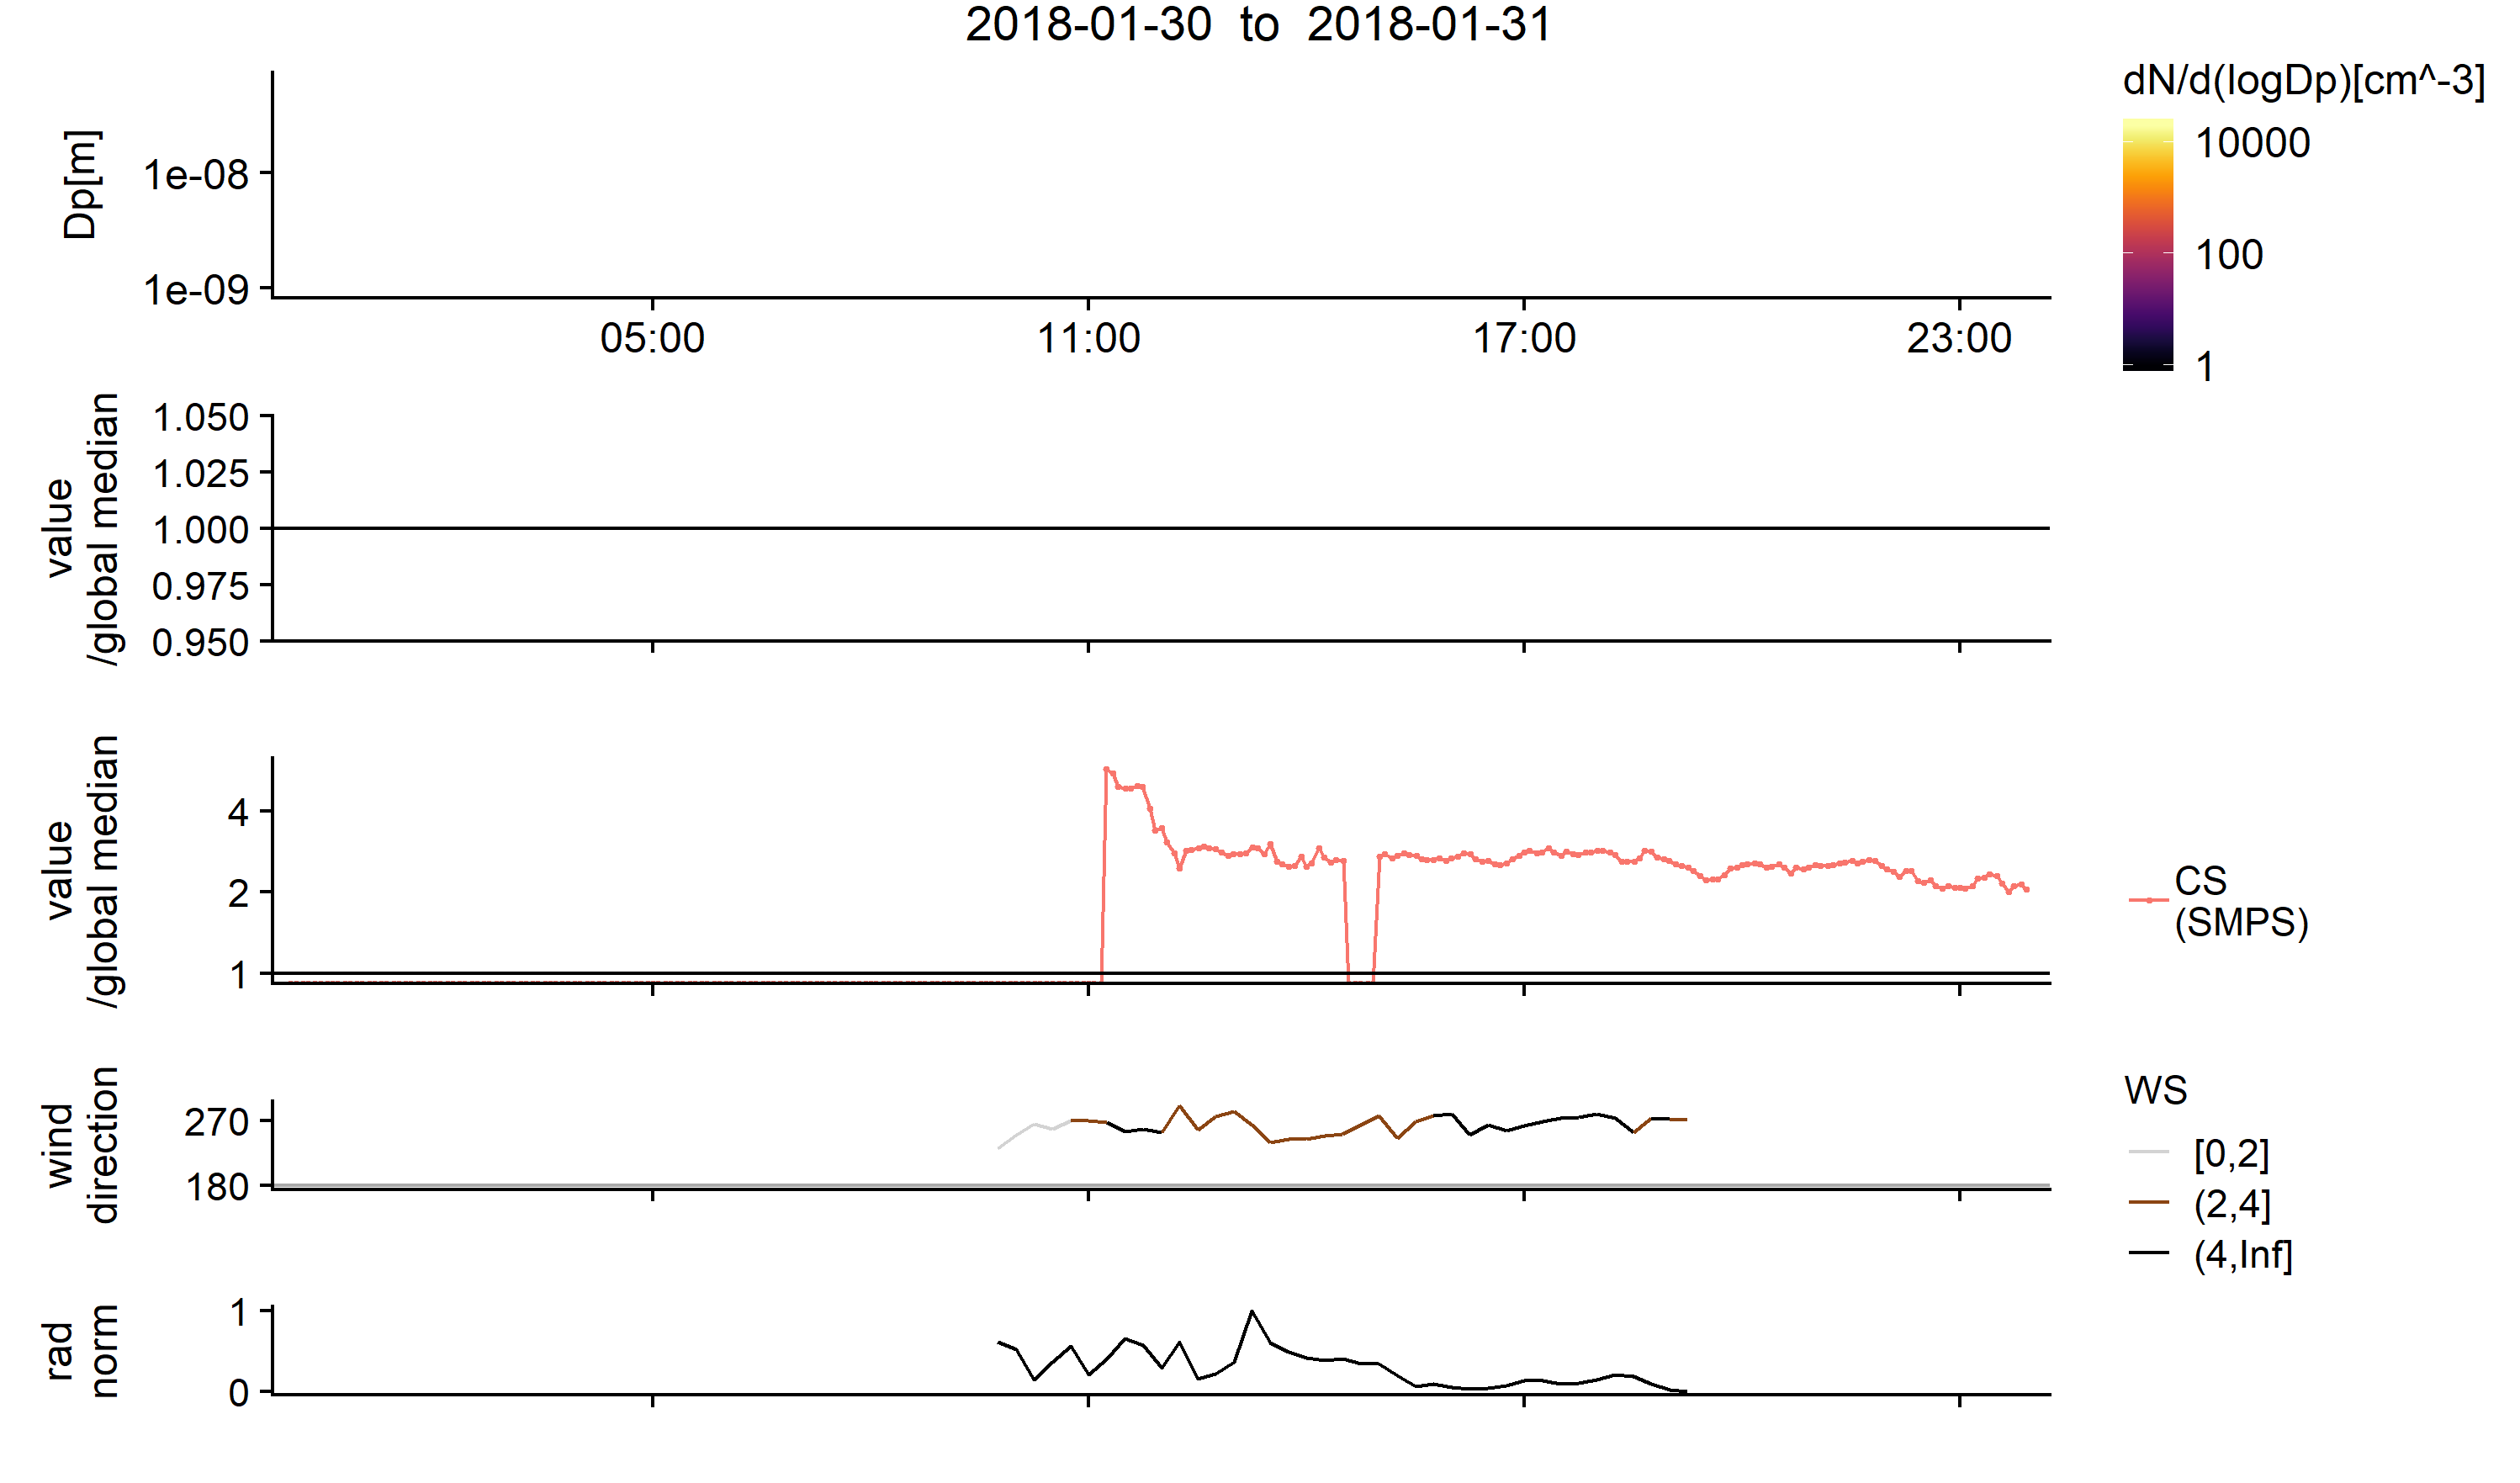 2018-01-30 to 2018-01-31
Dp[m]
1e-08
1e-09
05:00
11:00
17:00
23:00
dN/d(logDp)[cm^-3]
10000
100
1
value
/global median
1.050
1.025
1.000
0.975
0.950
value
/global median
4
2
1
CS
(SMPS)
wind
direction
270
180
WS
[0,2]
(2,4]
(4,Inf]
rad
norm
1
0